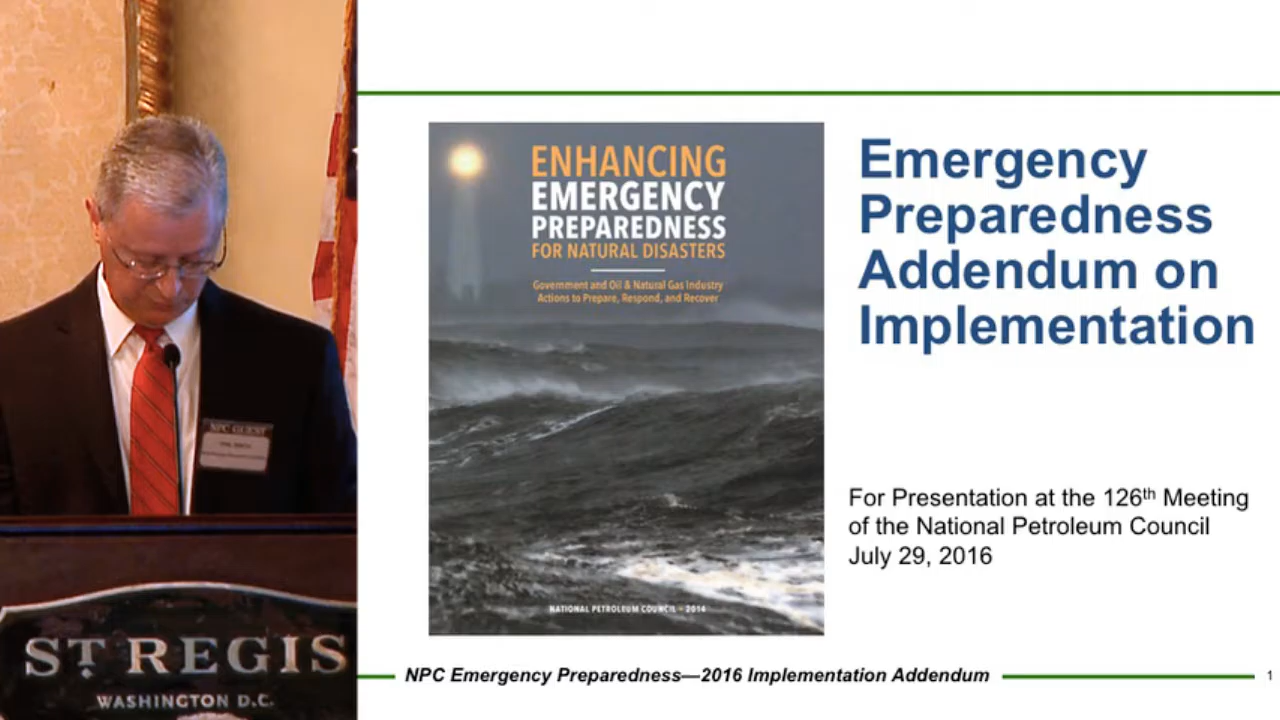 NPC GUEST
ST. REGIS
WASHINGTON D.C.
ENHANCING
EMERGENCY
PREPAREDNESS
FOR NATURAL DISASTERS
Government and Oil & Natural Gas Industry
Actions to Prepare, Respond, and Recover
NATIONAL PETROLEUM COUNCIL • 2014
Emergency
Preparedness
Addendum on
Implementation
For Presentation at the 126th Meeting
of the National Petroleum Council
July 29, 2016
NPC Emergency Preparedness—2016 Implementation Addendum
1